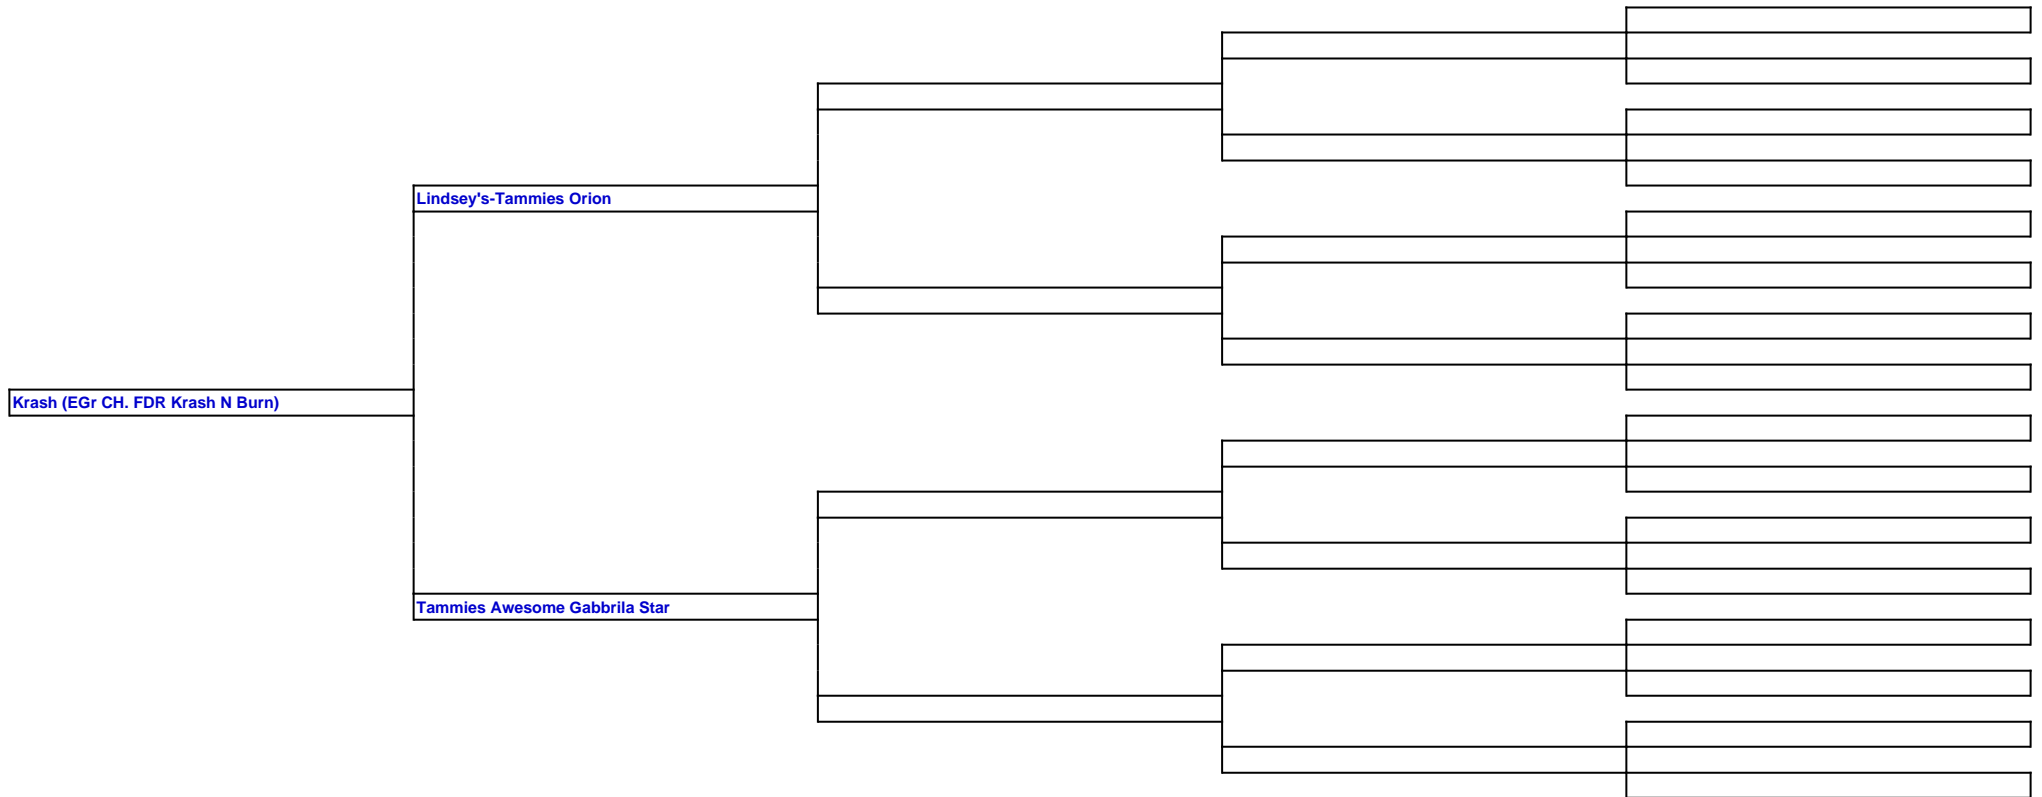 Lindsey's-Tammies Orion
Krash (EGr CH. FDR Krash N Burn)
Tammies Awesome Gabbrila Star